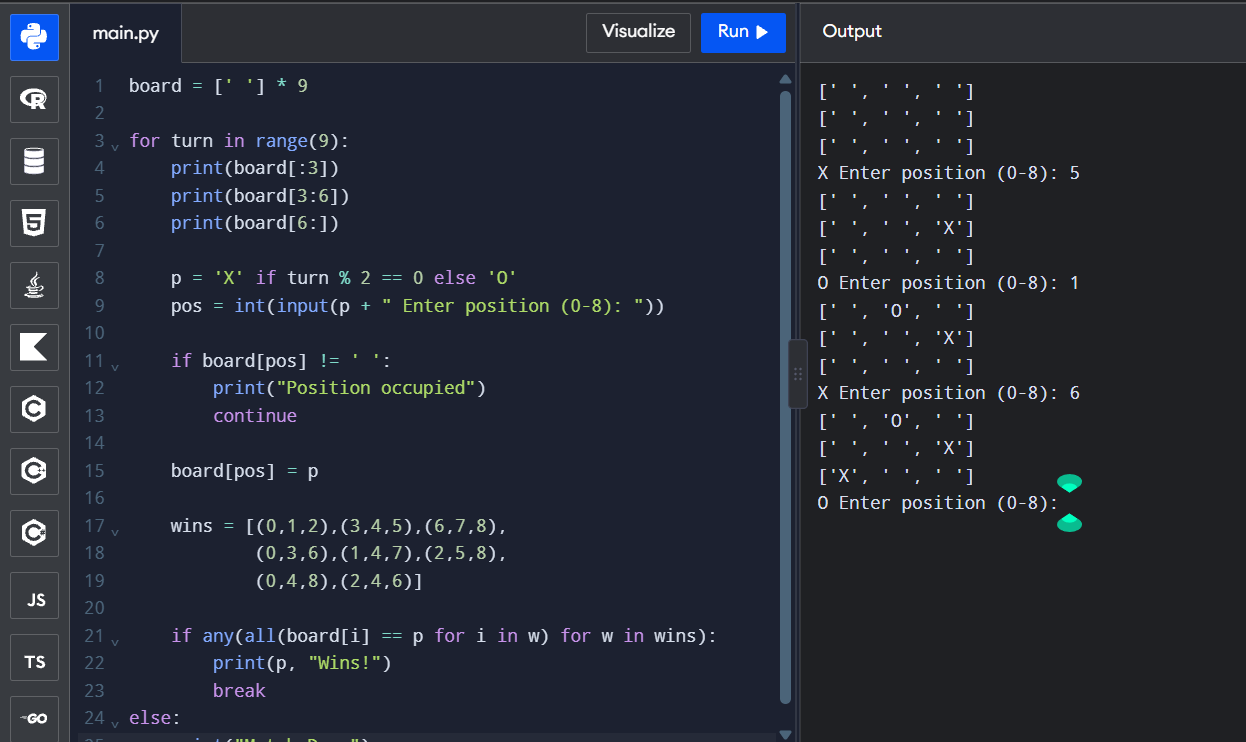 main.py
Visualize
Run
Output
1 board = [' '] * 9
2
3 for turn in range(9):
4     print(board[:3])
5     print(board[3:6])
6     print(board[6:])
7
8     p = 'X' if turn % 2 == 0 else 'O'
9     pos = int(input(p + " Enter position (0-8): "))
10
11     if board[pos] != ' ':
12         print("Position occupied")
13         continue
14
15     board[pos] = p
16
17     wins = [(0,1,2),(3,4,5),(6,7,8),
18             (0,3,6),(1,4,7),(2,5,8),
19             (0,4,8),(2,4,6)]
20
21     if any(all(board[i] == p for i in w) for w in wins):
22         print(p, "Wins!")
23         break
24 else:
[' ', ' ', ' ']
[' ', ' ', ' ']
[' ', ' ', ' ']
X Enter position (0-8): 5
[' ', ' ', ' ']
[' ', ' ', 'X']
[' ', ' ', ' ']
O Enter position (0-8): 1
[' ', 'O', ' ']
[' ', ' ', 'X']
[' ', ' ', ' ']
X Enter position (0-8): 6
[' ', 'O', ' ']
[' ', ' ', 'X']
['X', ' ', ' ']
O Enter position (0-8):
R
5
C
C
C
JS
TS
GO